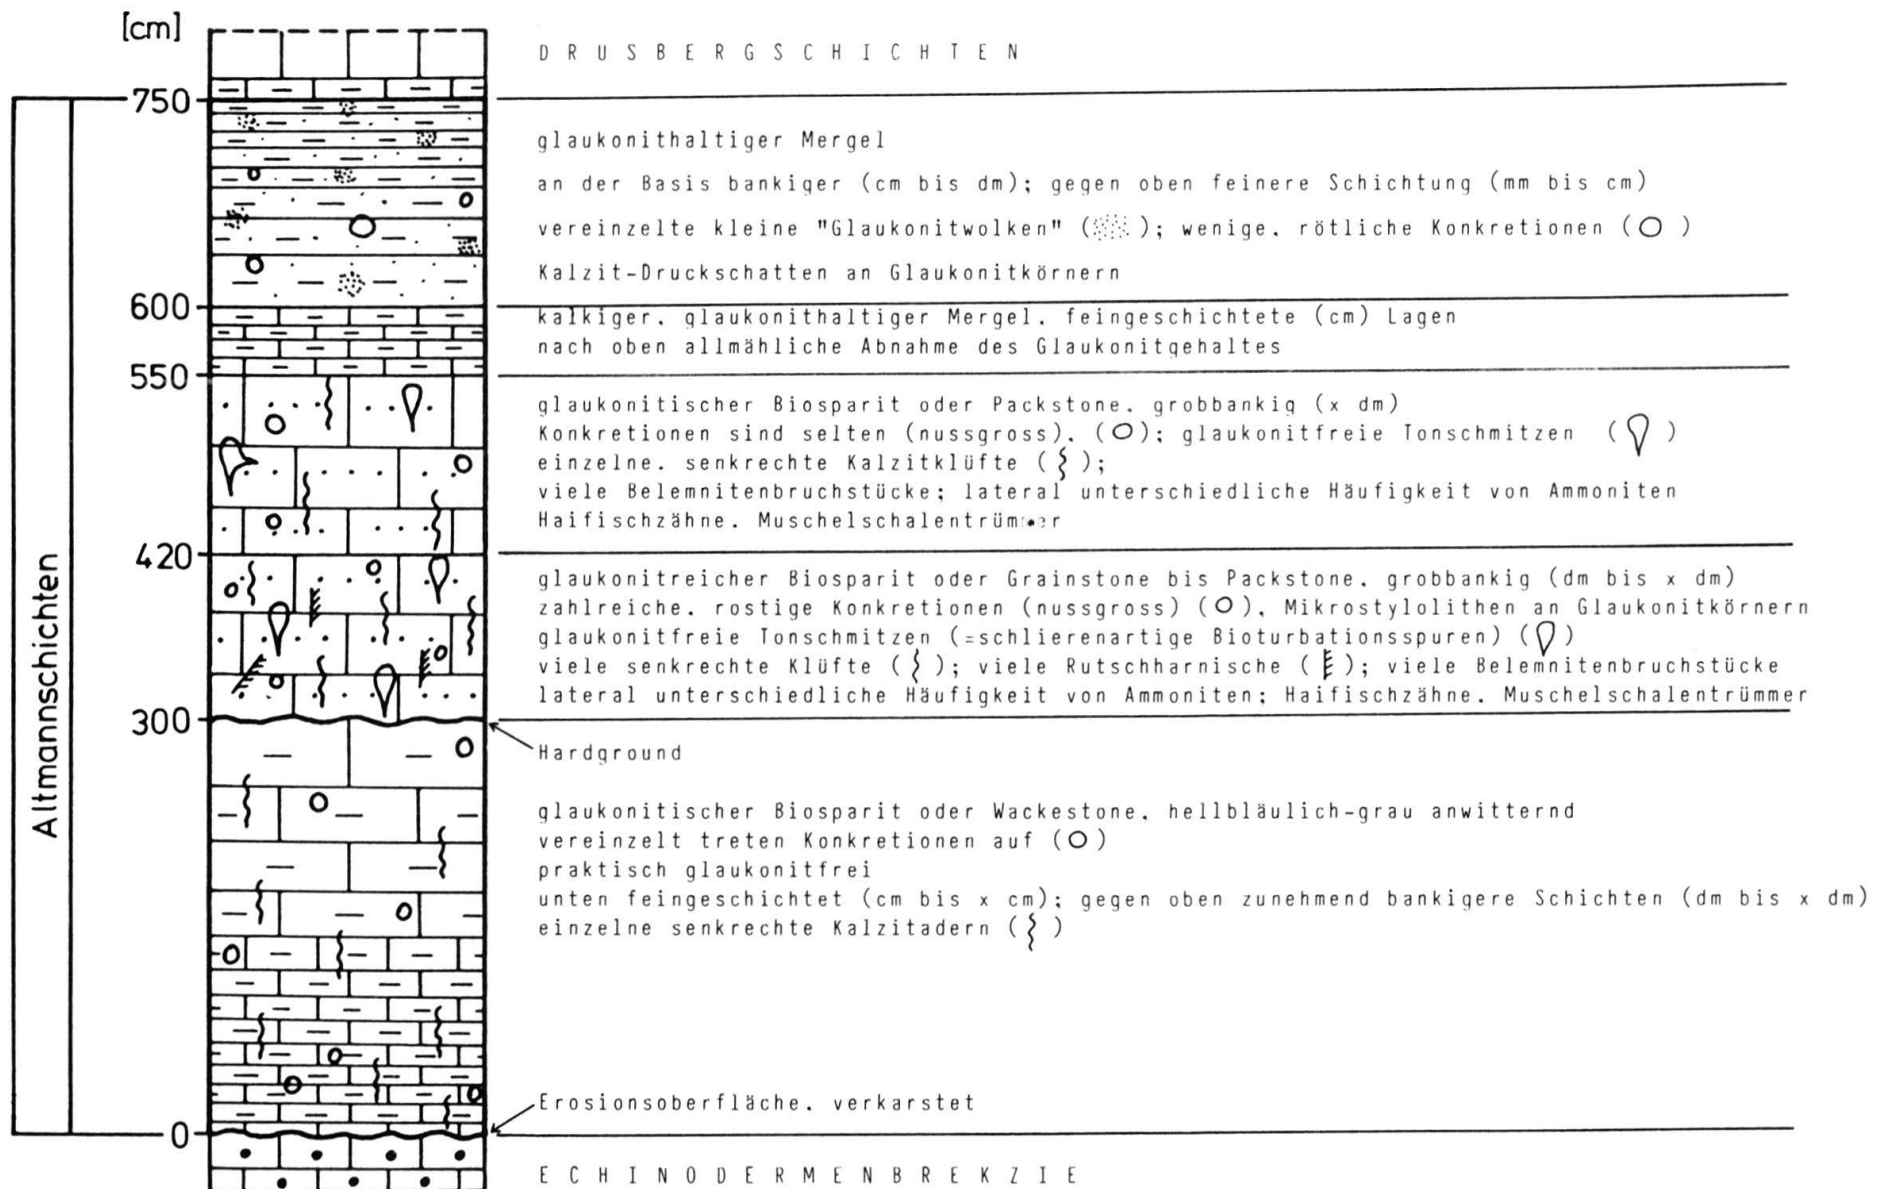 [cm]
DRUSBERGSCHICHTEN
750
glaukonithaltiger Mergel
an der Basis bankiger (cm bis dm); gegen oben feinere Schichtung (mm bis cm)
vereinzelte kleine "Glaukonitwolken" ( ); wenige. rötliche Konkretionen ( )
Kalzit-Druckschatten an Glaukonitkörnern
600
kalkiger. glaukonithaltiger Mergel. feingeschichtete (cm) Lagen
nach oben allmähliche Abnahme des Glaukonitgehaltes
550
glaukonitischer Biosparit oder Packstone. grobbankig (x dm)
Konkretionen sind selten (nussgross). ( ); glaukonitfreie Tonschmitzen ( )
einzelne. senkrechte Kalzitklüfte ( );
viele Belemnitenbruchstücke; lateral unterschiedliche Häufigkeit von Ammoniten
Haifischzähne. Muschelschalentrümmer
420
glaukonitreicher Biosparit oder Grainstone bis Packstone. grobbankig (dm bis x dm)
zahlreiche. rostige Konkretionen (nussgross) ( ). Mikrostylolithen an Glaukonitkörnern
glaukonitfreie Tonschmitzen (=schlierenartige Bioturbationsspuren) ( )
viele senkrechte Klüfte ( ); viele Rutschharnische ( ); viele Belemnitenbruchstücke
lateral unterschiedliche Häufigkeit von Ammoniten; Haifischzähne. Muschelschalentrümmer
300
Hardground
Altmannschichten
glaukonitischer Biosparit oder Wackestone. hellbläulich-grau anwitternd
vereinzelt treten Konkretionen auf ( )
praktisch glaukonitfrei
unten feingeschichtet (cm bis x cm); gegen oben zunehmend bankigere Schichten (dm bis x dm)
einzelne senkrechte Kalzitadern ( )
Erosionsoberfläche. verkarstet
0
ECHINODERMENBREKZIE